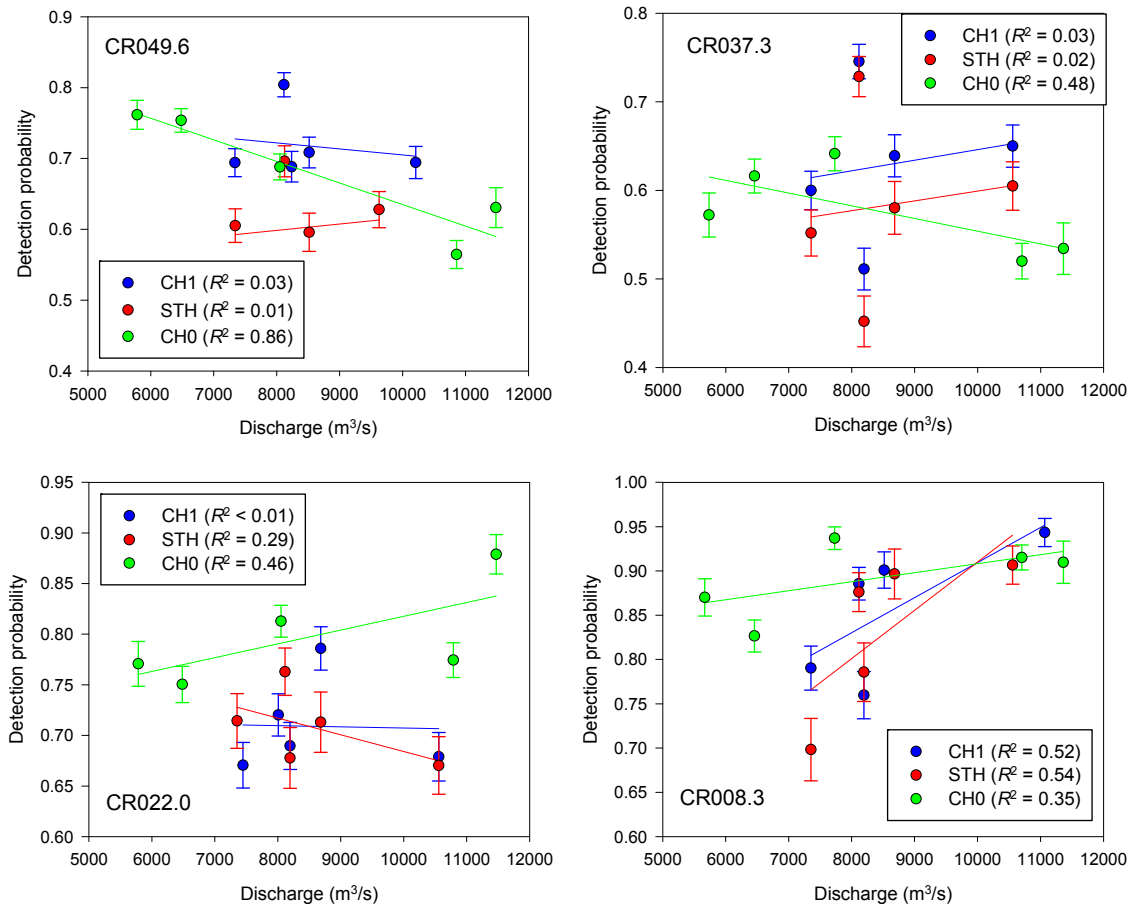 CR049.6
Detection probability
0.9
0.8
0.7
0.6
0.5
0.4
CH1 (R² = 0.03)
STH (R² = 0.01)
CH0 (R² = 0.86)
5000 6000 7000 8000 9000 10000 11000 12000
Discharge (m³/s)
CR037.3
Detection probability
0.8
0.7
0.6
0.5
0.4
CH1 (R² = 0.03)
STH (R² = 0.02)
CH0 (R² = 0.48)
5000 6000 7000 8000 9000 10000 11000 12000
Discharge (m³/s)
CR022.0
Detection probability
0.95
0.90
0.85
0.80
0.75
0.70
0.65
0.60
CH1 (R² < 0.01)
STH (R² = 0.29)
CH0 (R² = 0.46)
5000 6000 7000 8000 9000 10000 11000 12000
Discharge (m³/s)
CR008.3
Detection probability
1.00
0.95
0.90
0.85
0.80
0.75
0.70
0.65
0.60
CH1 (R² = 0.52)
STH (R² = 0.54)
CH0 (R² = 0.35)
5000 6000 7000 8000 9000 10000 11000 12000
Discharge (m³/s)